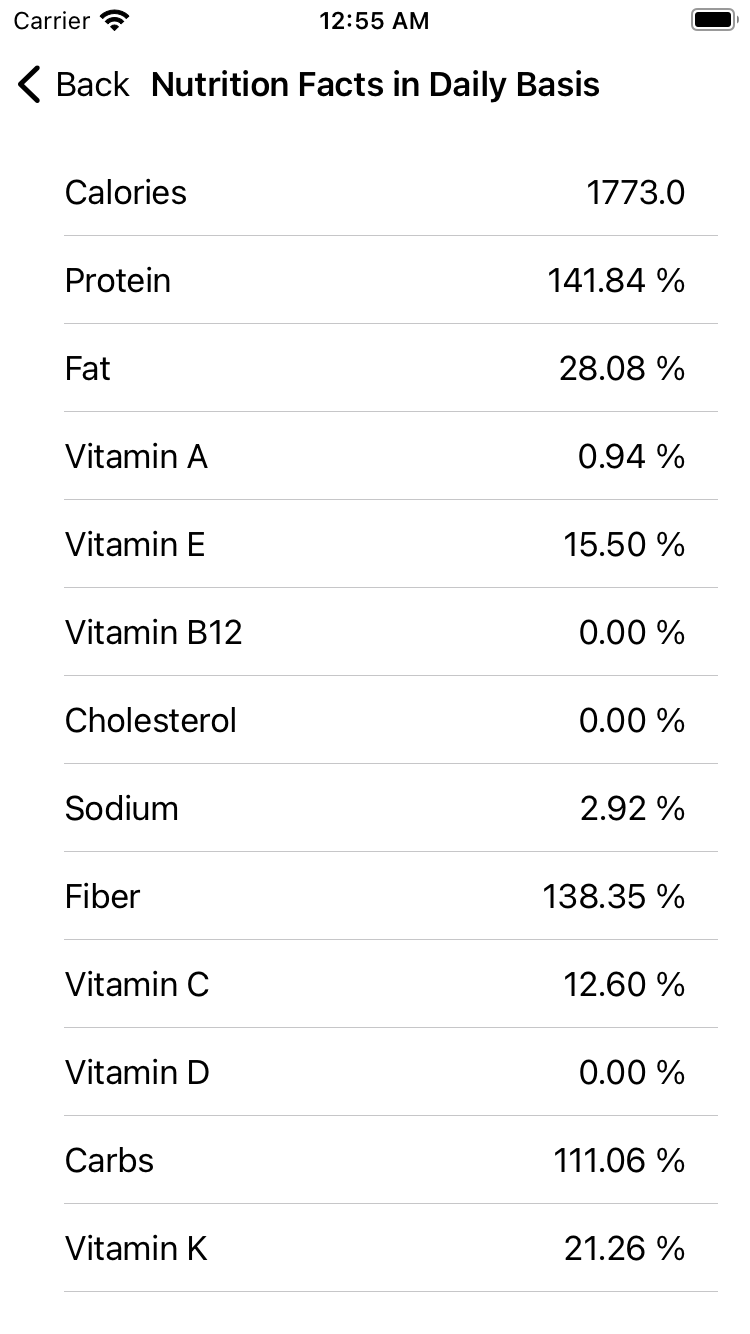 Carrier 12:55 AM
Back Nutrition Facts in Daily Basis
Calories 1773.0
Protein 141.84 %
Fat 28.08 %
Vitamin A 0.94 %
Vitamin E 15.50 %
Vitamin B12 0.00 %
Cholesterol 0.00 %
Sodium 2.92 %
Fiber 138.35 %
Vitamin C 12.60 %
Vitamin D 0.00 %
Carbs 111.06 %
Vitamin K 21.26 %